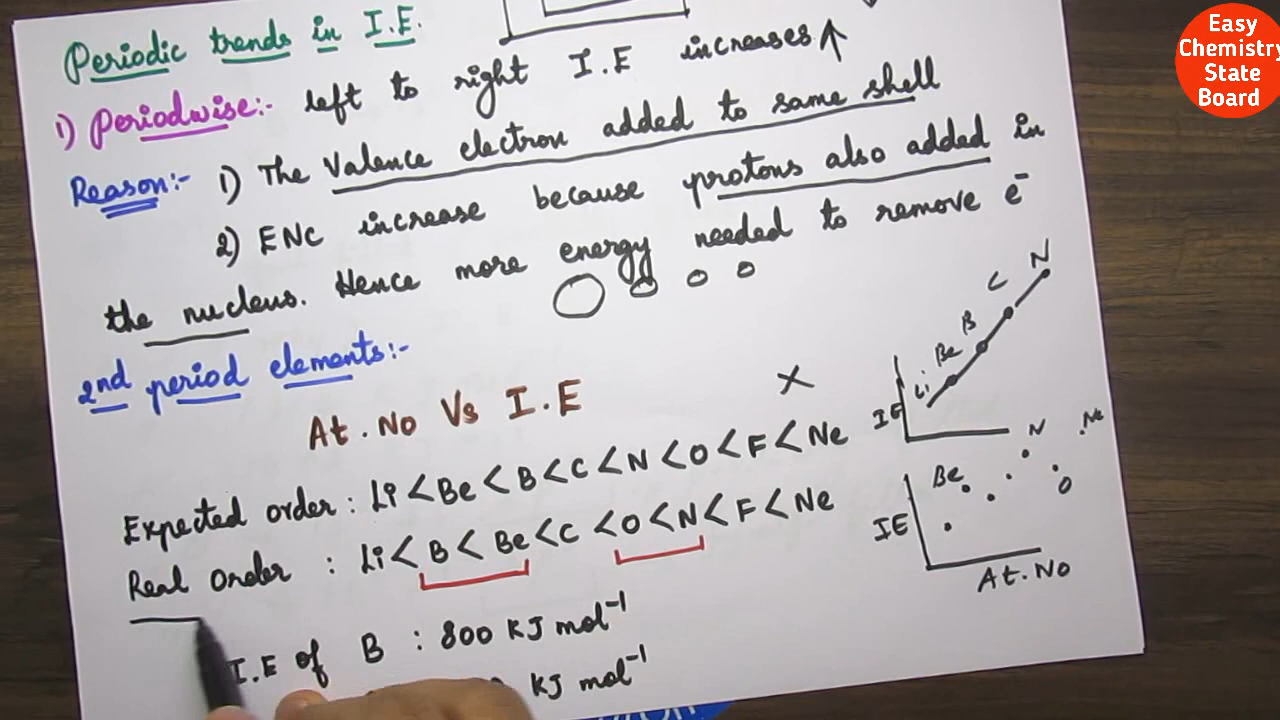 Easy
Chemistry
State
Board
Periodic trends in I.E.
1) Periodwise:- left to right I.E increases ↑
Reason:- 1) The Valence electron added to same shell
2) ENC increase because protons also added in
the nucleus. Hence more energy needed to remove e⁻
2nd period elements:-
At. No Vs I.E
Expected order : Li < Be < B < C < N < O < F < Ne
Real Order : Li < B < Be < C < O < N < F < Ne
I.E of B : 800 KJ mol⁻¹
KJ mol⁻¹
×
IE
Li Be B C N
IE
Be N O Ne
At. No